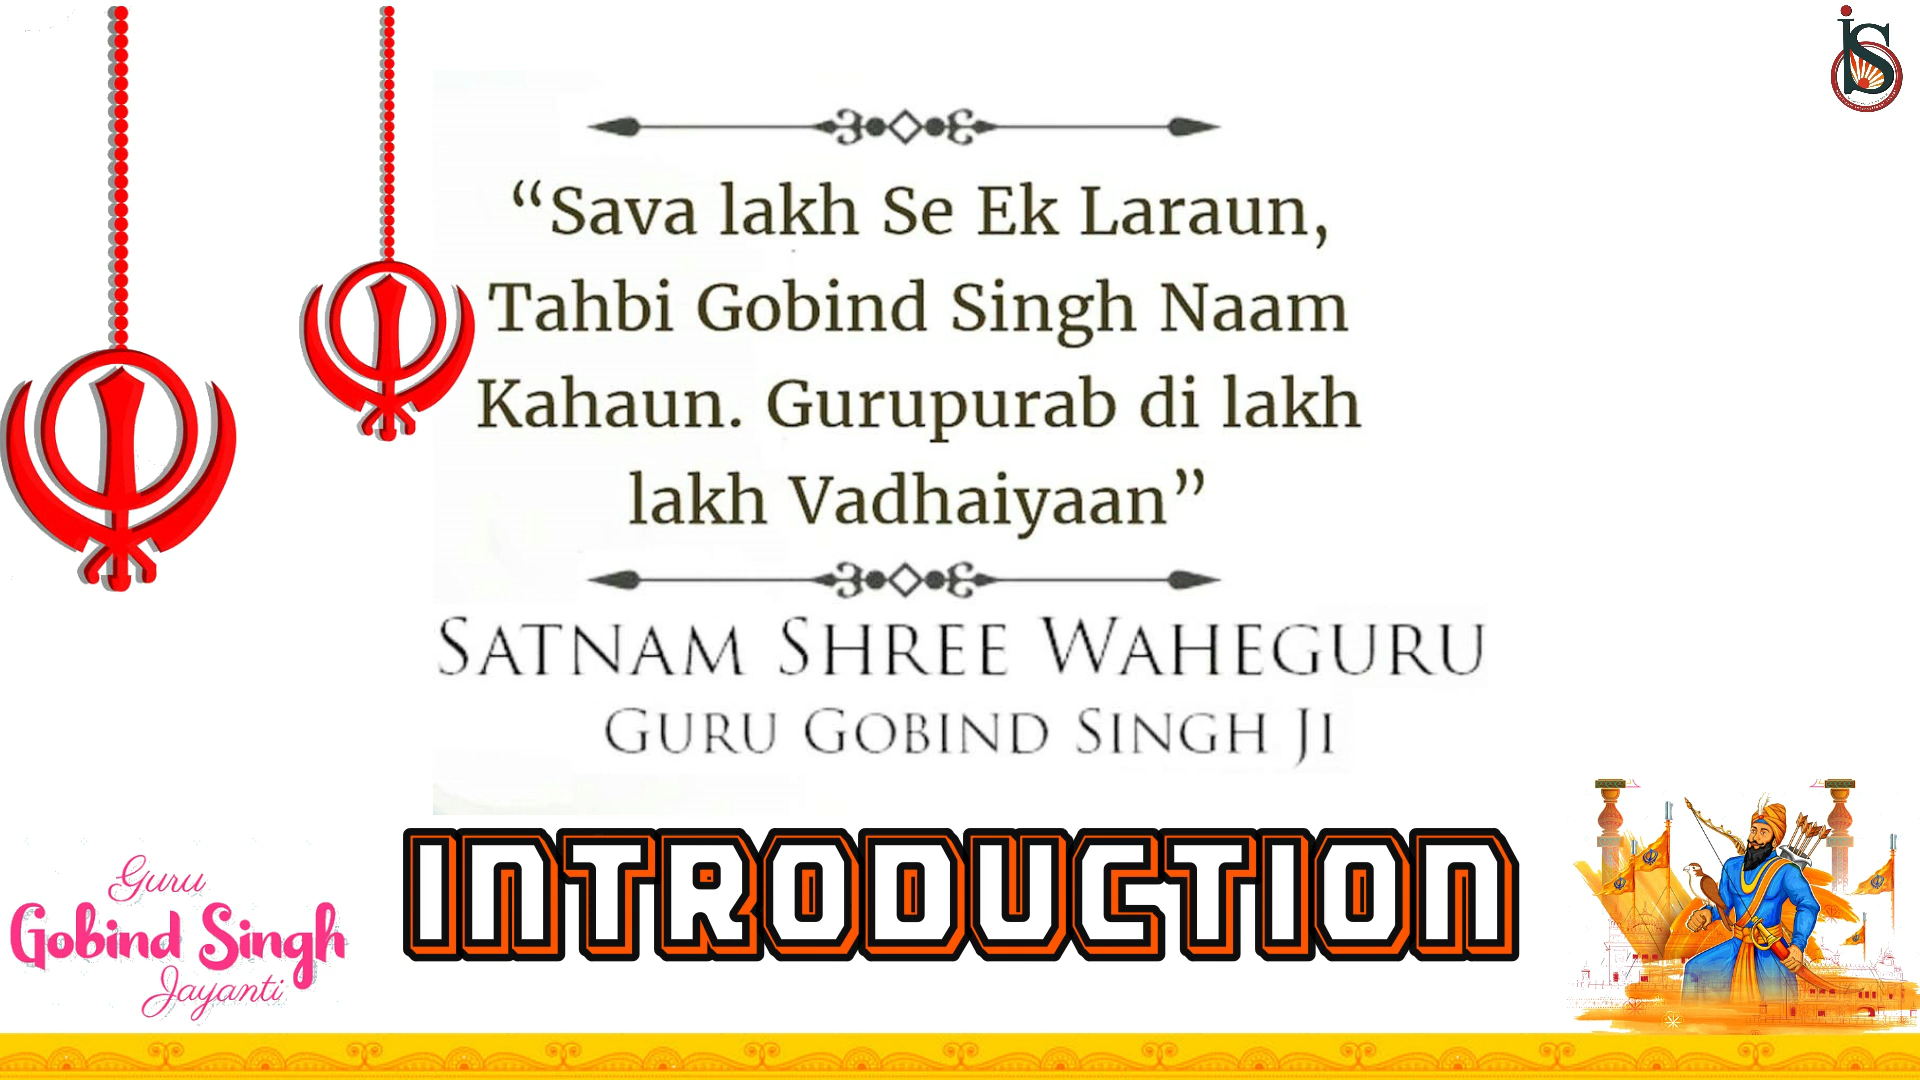 iS
“Sava lakh Se Ek Laraun,
Tahbi Gobind Singh Naam
Kahaun. Gurupurab di lakh
lakh Vadhaiyaan”
SATNAM SHREE WAHEGURU
GURU GOBIND SINGH JI
INTRODUCTION
Guru
Gobind Singh
Jayanti